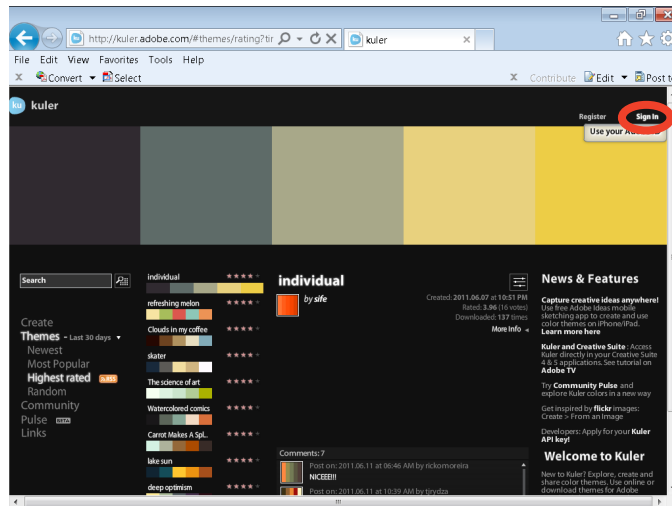 http://kuler.adobe.com/#themes/rating?tir
kuler
File Edit View Favorites Tools Help
x Convert Select
x Contribute Edit Post to
ku kuler
Register Sign In
Use your
Search
Create
Themes - Last 30 days
Newest
Most Popular
Highest rated RSS
Random
Community
Pulse BETA
Links
individual
refreshing melon
Clouds in my coffee
skater
The science of art
Watercolored comics
Carrot Makes A Spl..
lake sun
deep optimism
individual
by sife
Created: 2011.06.07 at 10:51 PM
Rated: 3.96 (16 votes)
Downloaded: 137 times
More Info
Comments: 7
Post on: 2011.06.11 at 06:46 AM by rickomoreira
NICEEE!!!
Post on: 2011.06.11 at 10:39 AM by tjrydza
News & Features
Capture creative ideas anywhere!
Use free Adobe Ideas mobile
sketching app to create and use
color themes on iPhone/iPad.
Learn more here
Kuler and Creative Suite : Access
Kuler directly in your Creative Suite
4 & 5 applications. See tutorial on
Adobe TV
Try Community Pulse and
explore Kuler colors in a new way
Get inspired by flickr images:
Create > From an Image
Developers: Apply for your Kuler
API key!
Welcome to Kuler
New to Kuler? Explore, create and
share color themes. Use online or
download themes for Adobe